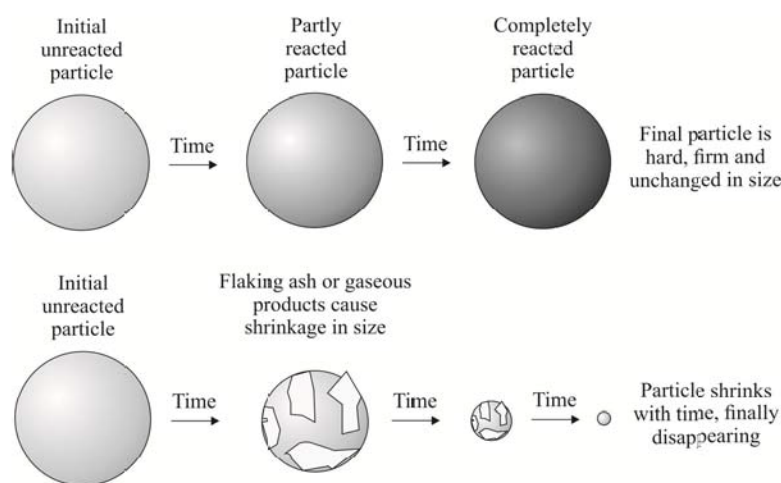 Initial
unreacted
particle
Partly
reacted
particle
Completely
reacted
particle
Time
Time
Final particle is
hard, firm and
unchanged in size
Initial
unreacted
particle
Flaking ash or gaseous
products cause
shrinkage in size
Time
Time
Time
Particle shrinks
with time, finally
disappearing